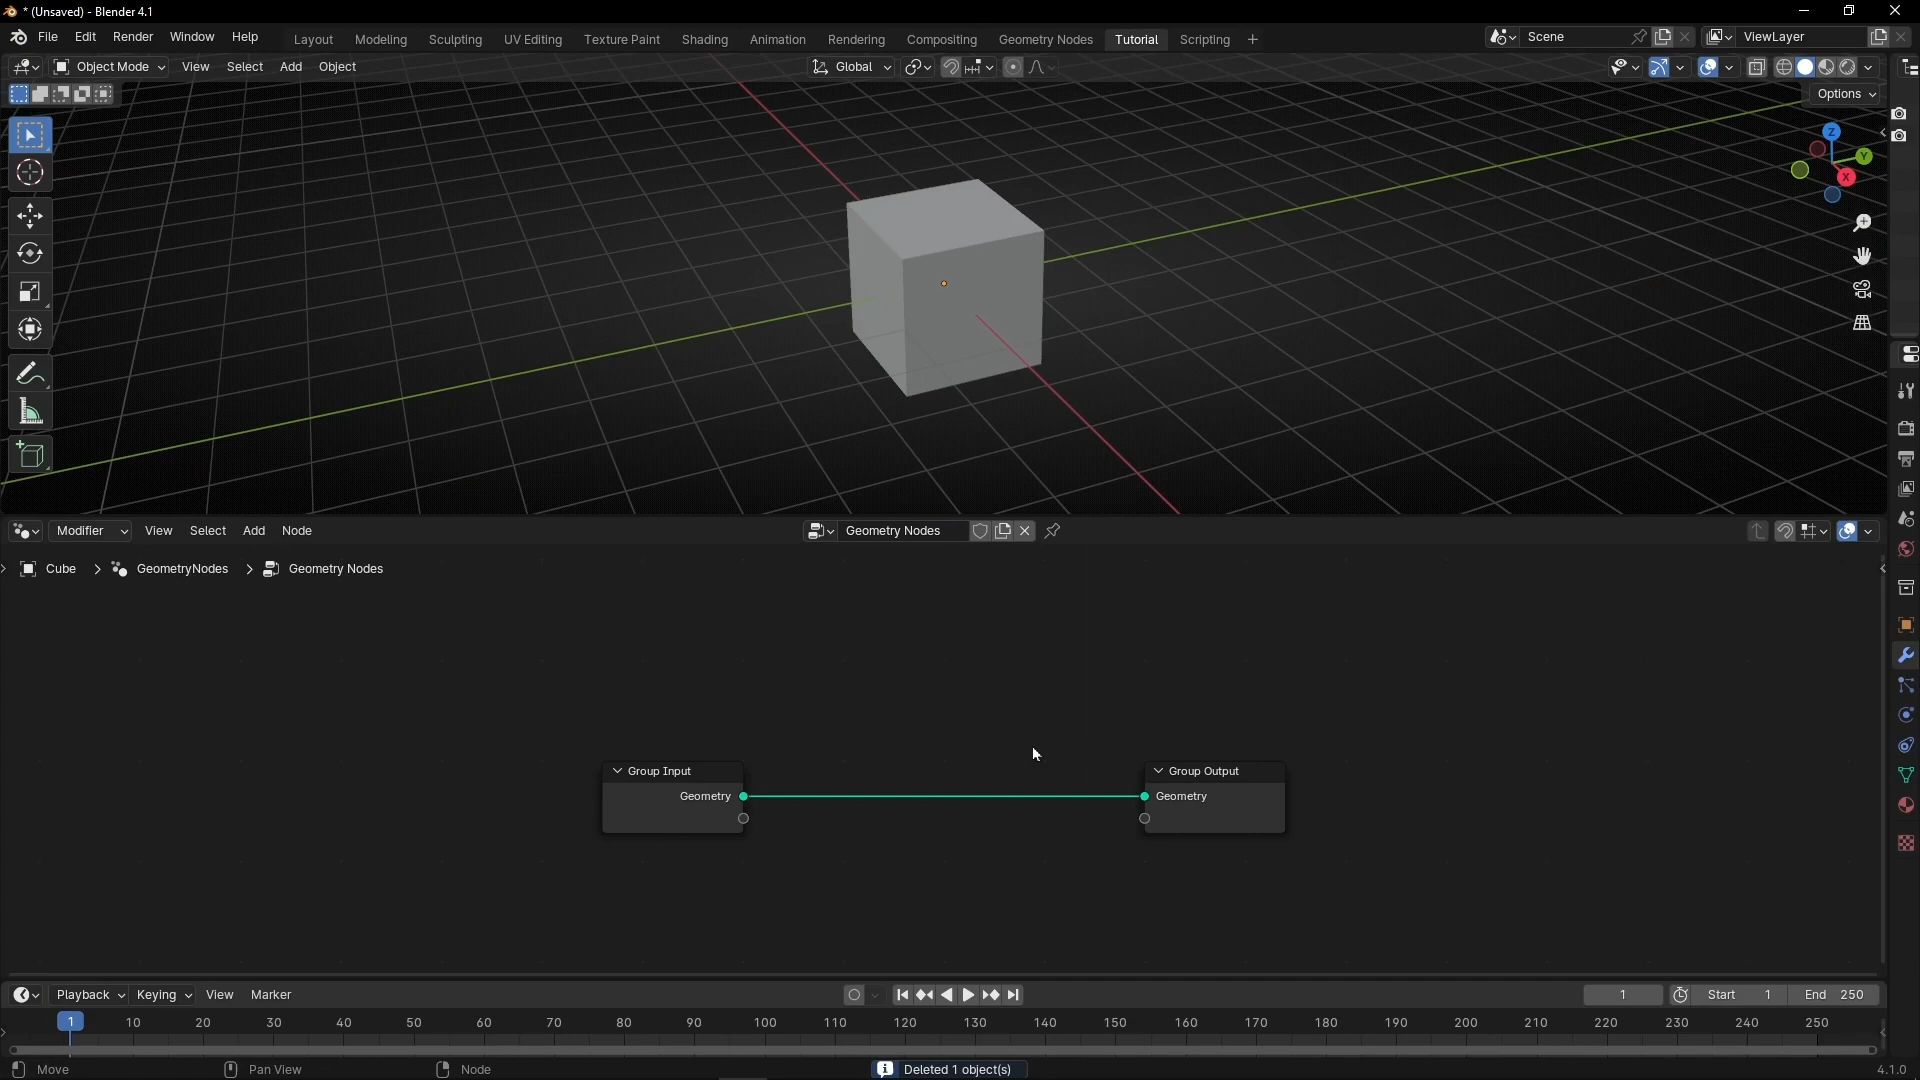 * (Unsaved) - Blender 4.1
File Edit Render Window Help Layout Modeling Sculpting UV Editing Texture Paint Shading Animation Rendering Compositing Geometry Nodes Tutorial Scripting + Scene ViewLayer
Object Mode View Select Add Object Global
Options
Z
Y
X
Modifier View Select Add Node Geometry Nodes
Cube > GeometryNodes > Geometry Nodes
Group Input Group Output
Geometry Geometry
Playback Keying View Marker 1 Start 1 End 250
1 10 20 30 40 50 60 70 80 90 100 110 120 130 140 150 160 170 180 190 200 210 220 230 240 250
Move Pan View Node Deleted 1 object(s) 4.1.0